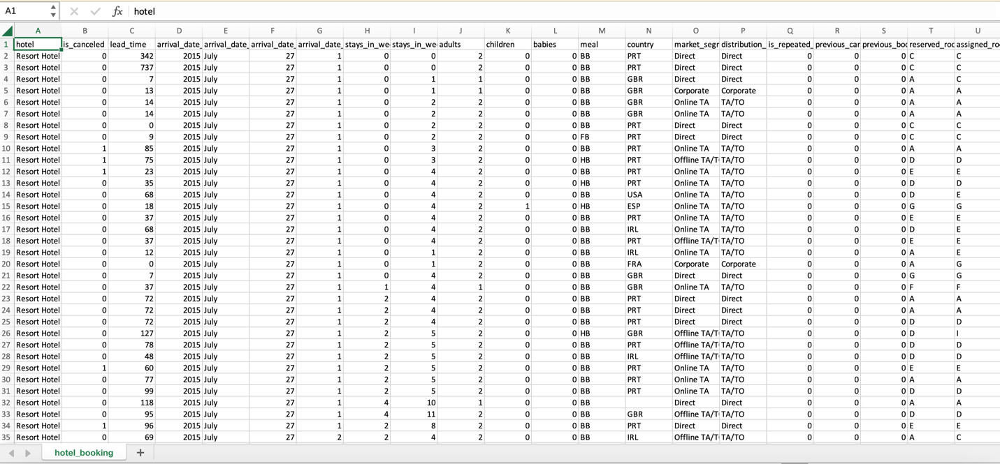 A1 fx hotel
A B C D E F G H I J K L M N O P Q R S T U
1 hotel is_canceled lead_time arrival_date_ arrival_date_ arrival_date_ arrival_date_ stays_in_we stays_in_we adults children babies meal country market_segr distribution_ is_repeated_ previous_car previous_boo reserved_roc assigned_ro
2 Resort Hotel 0 342 2015 July 27 1 0 0 2 0 0 BB PRT Direct Direct 0 0 0 C C
3 Resort Hotel 0 737 2015 July 27 1 0 0 2 0 0 BB PRT Direct Direct 0 0 0 C C
4 Resort Hotel 0 7 2015 July 27 1 0 1 1 0 0 BB GBR Direct Direct 0 0 0 A C
5 Resort Hotel 0 13 2015 July 27 1 0 1 1 0 0 BB GBR Corporate Corporate 0 0 0 A A
6 Resort Hotel 0 14 2015 July 27 1 0 2 2 0 0 BB GBR Online TA TA/TO 0 0 0 A A
7 Resort Hotel 0 14 2015 July 27 1 0 2 2 0 0 BB GBR Online TA TA/TO 0 0 0 A A
8 Resort Hotel 0 0 2015 July 27 1 0 2 2 0 0 BB PRT Direct Direct 0 0 0 C C
9 Resort Hotel 0 9 2015 July 27 1 0 2 2 0 0 FB PRT Direct Direct 0 0 0 C C
10 Resort Hotel 1 85 2015 July 27 1 0 3 2 0 0 BB PRT Online TA TA/TO 0 0 0 A A
11 Resort Hotel 1 75 2015 July 27 1 0 3 2 0 0 HB PRT Offline TA/T TA/TO 0 0 0 D D
12 Resort Hotel 1 23 2015 July 27 1 0 4 2 0 0 BB PRT Online TA TA/TO 0 0 0 E E
13 Resort Hotel 0 35 2015 July 27 1 0 4 2 0 0 HB PRT Online TA TA/TO 0 0 0 D D
14 Resort Hotel 0 68 2015 July 27 1 0 4 2 0 0 BB USA Online TA TA/TO 0 0 0 D E
15 Resort Hotel 0 18 2015 July 27 1 0 4 2 1 0 HB ESP Online TA TA/TO 0 0 0 G G
16 Resort Hotel 0 37 2015 July 27 1 0 4 2 0 0 BB PRT Online TA TA/TO 0 0 0 E E
17 Resort Hotel 0 68 2015 July 27 1 0 4 2 0 0 BB IRL Online TA TA/TO 0 0 0 D E
18 Resort Hotel 0 37 2015 July 27 1 0 4 2 0 0 BB PRT Offline TA/T TA/TO 0 0 0 E E
19 Resort Hotel 0 12 2015 July 27 1 0 1 2 0 0 BB IRL Online TA TA/TO 0 0 0 A E
20 Resort Hotel 0 0 2015 July 27 1 0 1 2 0 0 BB FRA Corporate Corporate 0 0 0 A G
21 Resort Hotel 0 7 2015 July 27 1 0 4 2 0 0 BB GBR Direct Direct 0 0 0 G G
22 Resort Hotel 0 37 2015 July 27 1 1 4 1 0 0 BB GBR Online TA TA/TO 0 0 0 F F
23 Resort Hotel 0 72 2015 July 27 1 2 4 2 0 0 BB PRT Direct Direct 0 0 0 A A
24 Resort Hotel 0 72 2015 July 27 1 2 4 2 0 0 BB PRT Direct Direct 0 0 0 A A
25 Resort Hotel 0 72 2015 July 27 1 2 4 2 0 0 BB PRT Direct Direct 0 0 0 D D
26 Resort Hotel 0 127 2015 July 27 1 2 5 2 0 0 HB GBR Offline TA/T TA/TO 0 0 0 D I
27 Resort Hotel 0 78 2015 July 27 1 2 5 2 0 0 BB PRT Offline TA/T TA/TO 0 0 0 D D
28 Resort Hotel 0 48 2015 July 27 1 2 5 2 0 0 BB IRL Offline TA/T TA/TO 0 0 0 D D
29 Resort Hotel 1 60 2015 July 27 1 2 5 2 0 0 BB PRT Online TA TA/TO 0 0 0 E E
30 Resort Hotel 0 77 2015 July 27 1 2 5 2 0 0 BB PRT Online TA TA/TO 0 0 0 A A
31 Resort Hotel 0 99 2015 July 27 1 2 5 2 0 0 BB PRT Online TA TA/TO 0 0 0 D D
32 Resort Hotel 0 118 2015 July 27 1 4 10 1 0 0 BB Direct Direct 0 0 0 A A
33 Resort Hotel 0 95 2015 July 27 1 4 11 2 0 0 BB GBR Offline TA/T TA/TO 0 0 0 D D
34 Resort Hotel 1 96 2015 July 27 1 2 8 2 0 0 BB PRT Direct Direct 0 0 0 E E
35 Resort Hotel 0 69 2015 July 27 2 2 4 2 0 0 BB IRL Offline TA/T TA/TO 0 0 0 A C
hotel_booking +